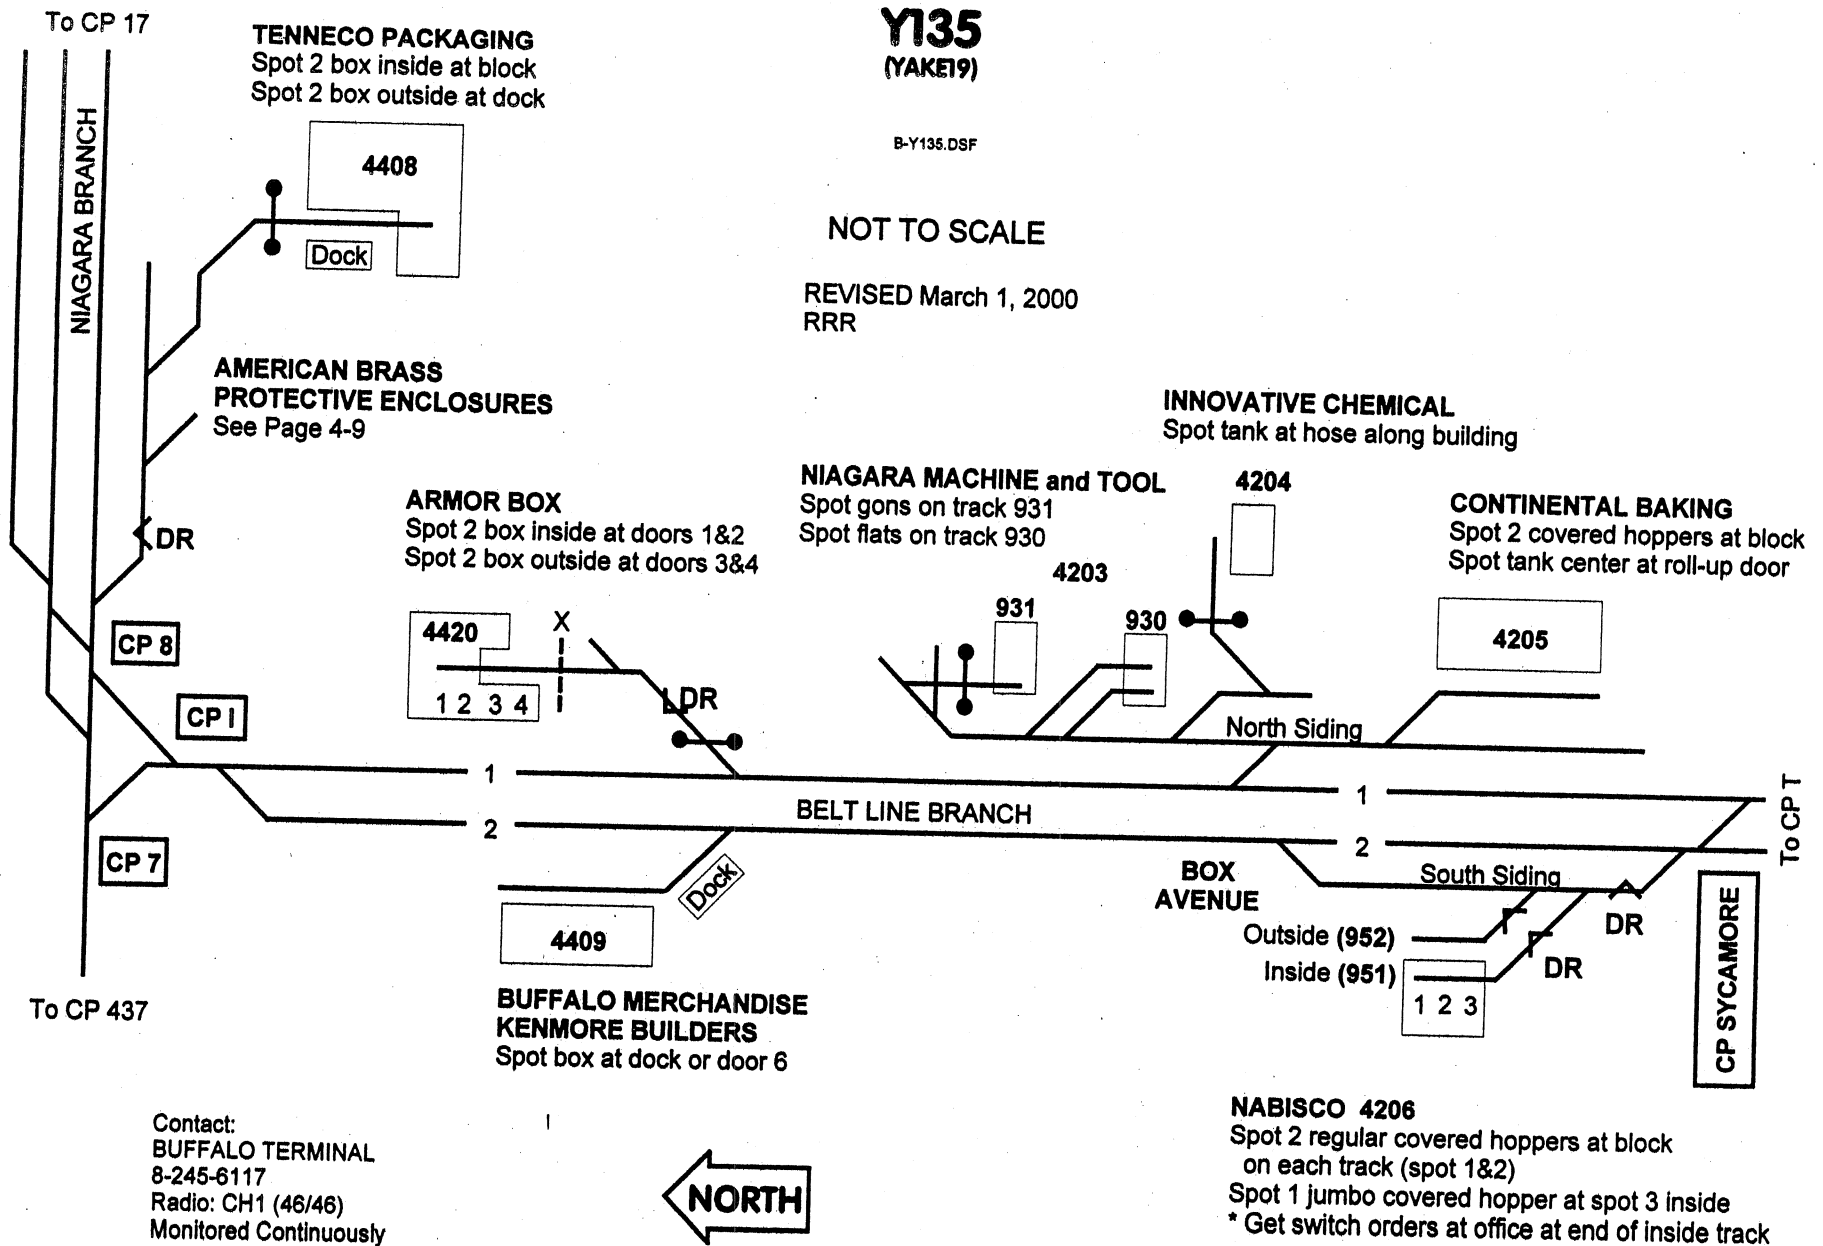 To CP 17
Y135
(YAKE19)
B-Y135.DSF
NOT TO SCALE
REVISED March 1, 2000
RRR
NIAGARA BRANCH
TENNECO PACKAGING
Spot 2 box inside at block
Spot 2 box outside at dock
4408
Dock
AMERICAN BRASS
PROTECTIVE ENCLOSURES
See Page 4-9
DR
CP 8
CP I
CP 7
To CP 437
ARMOR BOX
Spot 2 box inside at doors 1&2
Spot 2 box outside at doors 3&4
4420
X
1 2 3 4
DR
NIAGARA MACHINE and TOOL
Spot gons on track 931
Spot flats on track 930
4203
931
930
INNOVATIVE CHEMICAL
Spot tank at hose along building
4204
CONTINENTAL BAKING
Spot 2 covered hoppers at block
Spot tank center at roll-up door
4205
North Siding
1
1
BELT LINE BRANCH
2
2
To CP T
Dock
4409
BUFFALO MERCHANDISE
KENMORE BUILDERS
Spot box at dock or door 6
BOX
AVENUE
South Siding
DR
Outside (952)
Inside (951)
DR
1 2 3
CP SYCAMORE
NABISCO 4206
Spot 2 regular covered hoppers at block
on each track (spot 1&2)
Spot 1 jumbo covered hopper at spot 3 inside
* Get switch orders at office at end of inside track
Contact:
BUFFALO TERMINAL
8-245-6117
Radio: CH1 (46/46)
Monitored Continuously
NORTH